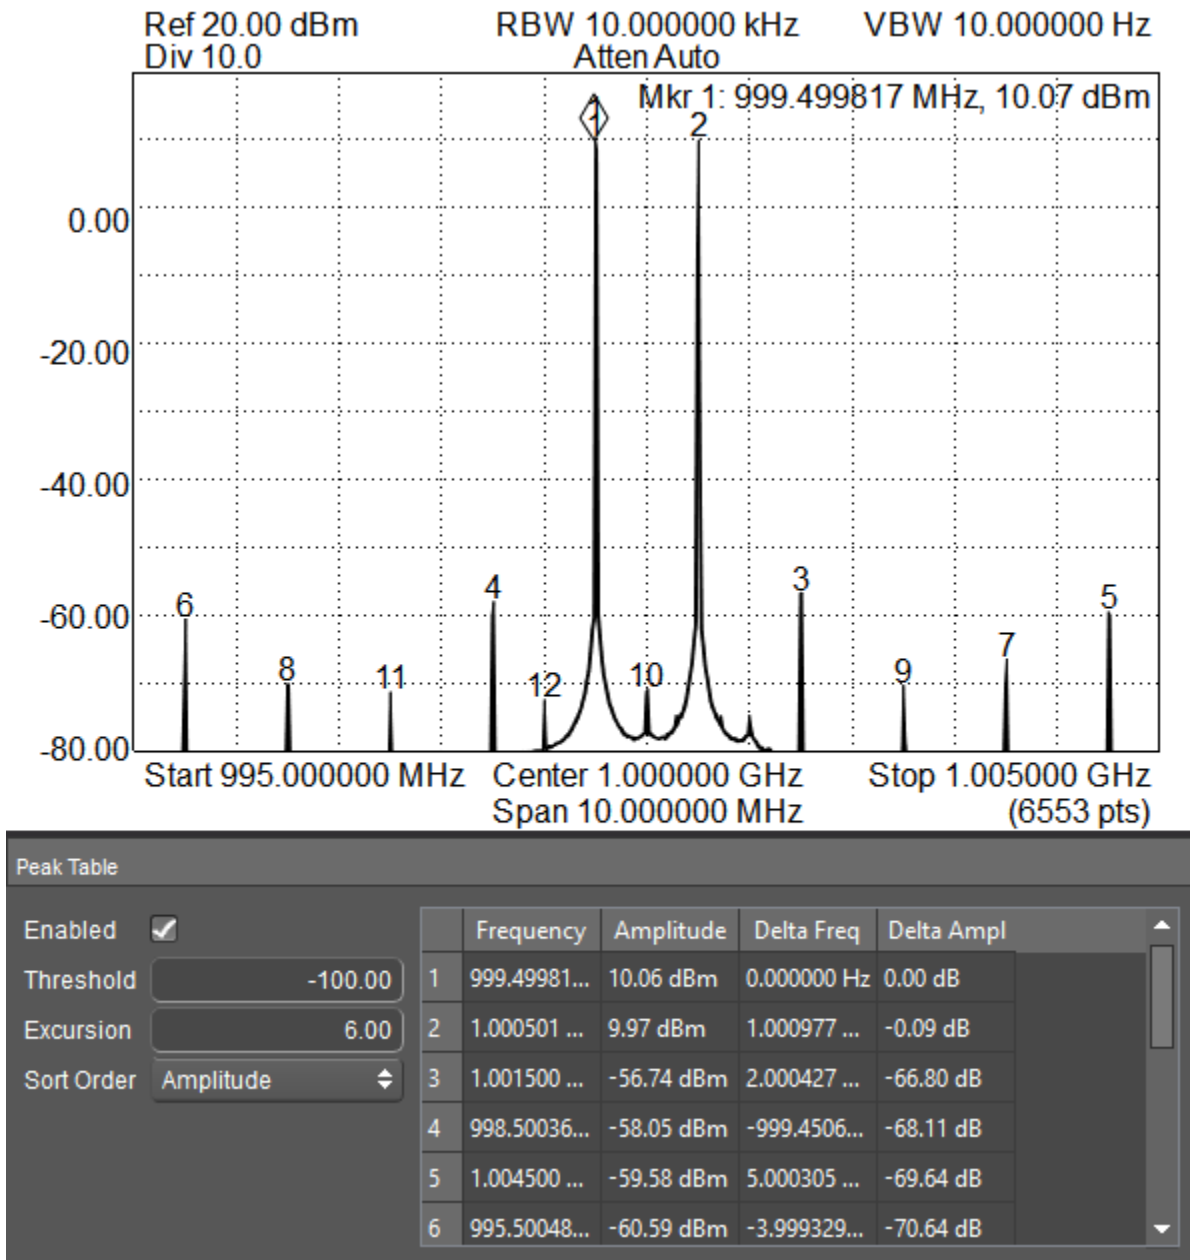 Ref 20.00 dBm RBW 10.000000 kHz VBW 10.000000 Hz
Div 10.0 Atten Auto
Mkr 1: 999.499817 MHz, 10.07 dBm
1 2
0.00
-20.00
-40.00
6 8 11 4 12 10 3 9 7 5
-60.00
-80.00
Start 995.000000 MHz Center 1.000000 GHz Stop 1.005000 GHz
Span 10.000000 MHz (6553 pts)
Peak Table
Enabled
Threshold -100.00
Excursion 6.00
Sort Order Amplitude
Frequency Amplitude Delta Freq Delta Ampl
1 999.49981... 10.06 dBm 0.000000 Hz 0.00 dB
2 1.000501 ... 9.97 dBm 1.000977 ... -0.09 dB
3 1.001500 ... -56.74 dBm 2.000427 ... -66.80 dB
4 998.50036... -58.05 dBm -999.4506... -68.11 dB
5 1.004500 ... -59.58 dBm 5.000305 ... -69.64 dB
6 995.50048... -60.59 dBm -3.999329... -70.64 dB